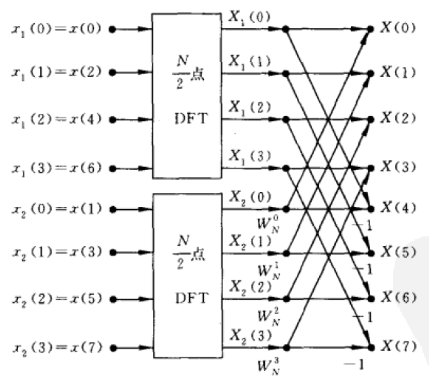 x₁(0)=x(0) X₁(0) X(0)
x₁(1)=x(2) N/2点 X₁(1) X(1)
x₁(2)=x(4) DFT X₁(2) X(2)
x₁(3)=x(6) X₁(3) X(3)
x₂(0)=x(1) X₂(0) W_N^0 X(4) -1
x₂(1)=x(3) N/2点 X₂(1) W_N^1 X(5) -1
x₂(2)=x(5) DFT X₂(2) W_N^2 X(6) -1
x₂(3)=x(7) X₂(3) W_N^3 -1 X(7)